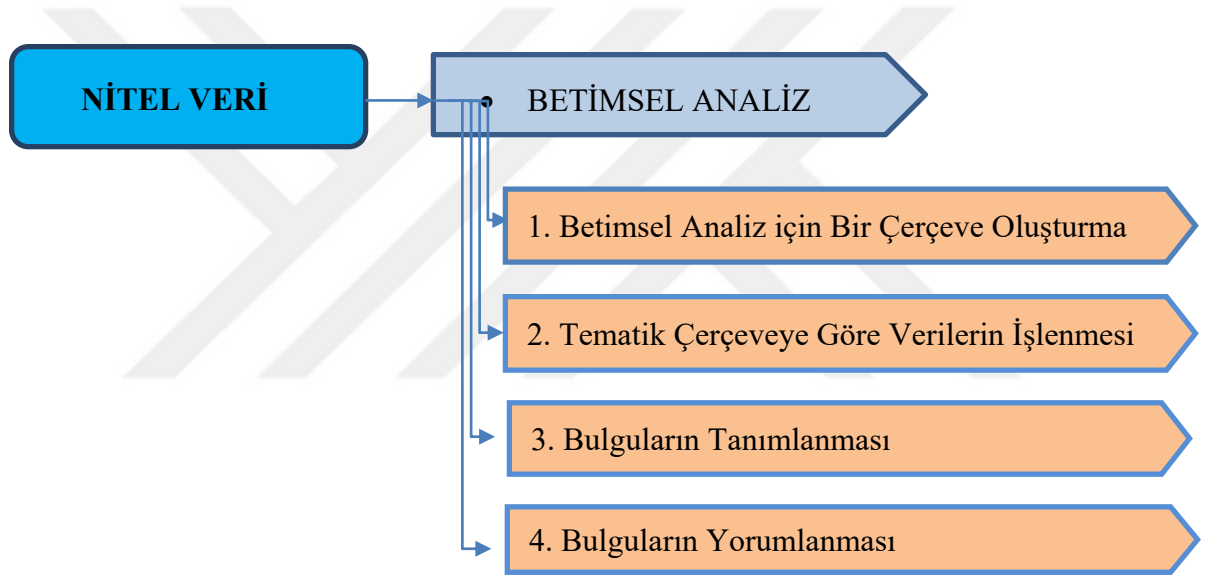 NİTEL VERİ
• BETİMSEL ANALİZ
1. Betimsel Analiz için Bir Çerçeve Oluşturma
2. Tematik Çerçeveye Göre Verilerin İşlenmesi
3. Bulguların Tanımlanması
4. Bulguların Yorumlanması